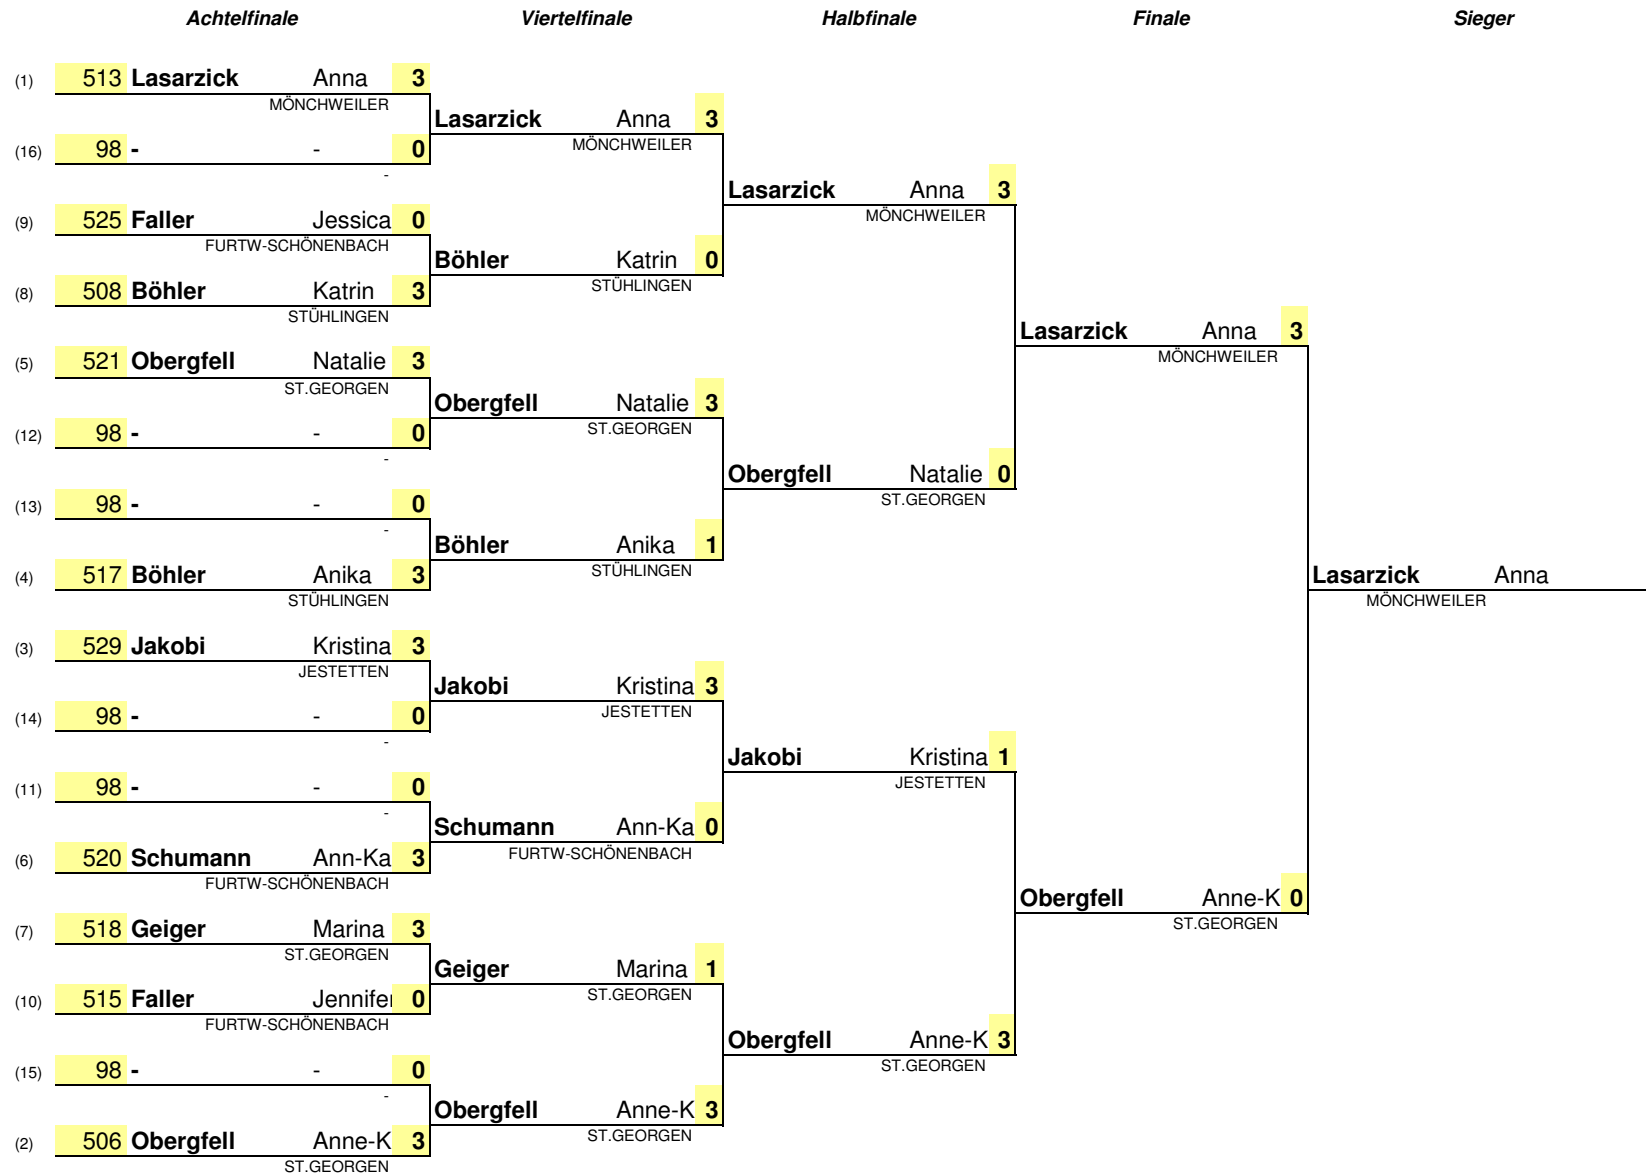 Achtelfinale Viertelfinale Halbfinale Finale Sieger
(1) 513 Lasarzick Anna 3
MÖNCHWEILER
Lasarzick Anna 3
MÖNCHWEILER
(16) 98 - - 0
-
Lasarzick Anna 3
MÖNCHWEILER
(9) 525 Faller Jessica 0
FURTW-SCHÖNENBACH
Böhler Katrin 0
STÜHLINGEN
(8) 508 Böhler Katrin 3
STÜHLINGEN
Lasarzick Anna 3
MÖNCHWEILER
(5) 521 Obergfell Natalie 3
ST.GEORGEN
Obergfell Natalie 3
ST.GEORGEN
(12) 98 - - 0
-
Obergfell Natalie 0
ST.GEORGEN
(13) 98 - - 0
-
Böhler Anika 1
STÜHLINGEN
(4) 517 Böhler Anika 3
STÜHLINGEN
Lasarzick Anna
MÖNCHWEILER
(3) 529 Jakobi Kristina 3
JESTETTEN
Jakobi Kristina 3
JESTETTEN
(14) 98 - - 0
-
Jakobi Kristina 1
JESTETTEN
(11) 98 - - 0
-
Schumann Ann-Ka 0
FURTW-SCHÖNENBACH
(6) 520 Schumann Ann-Ka 3
FURTW-SCHÖNENBACH
Obergfell Anne-K 0
ST.GEORGEN
(7) 518 Geiger Marina 3
ST.GEORGEN
Geiger Marina 1
ST.GEORGEN
(10) 515 Faller Jennifer 0
FURTW-SCHÖNENBACH
Obergfell Anne-K 3
ST.GEORGEN
(15) 98 - - 0
-
Obergfell Anne-K 3
ST.GEORGEN
(2) 506 Obergfell Anne-K 3
ST.GEORGEN